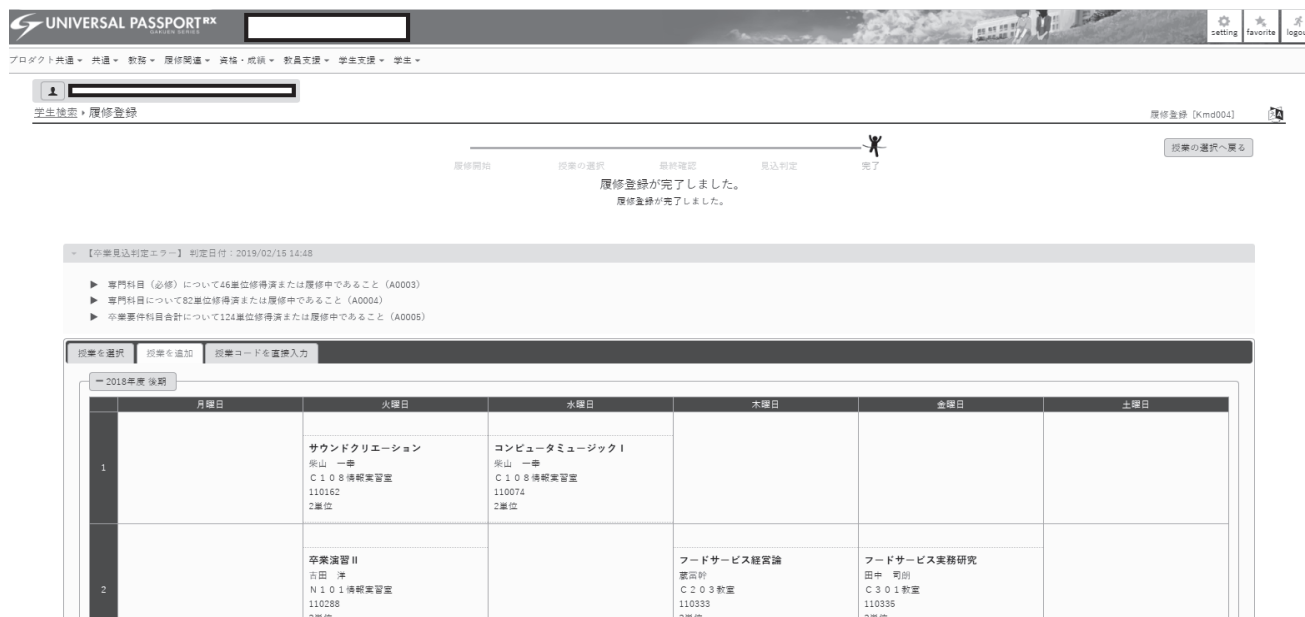 UNIVERSAL PASSPORT RX
GAKUEN SERIES
setting
favorite
プロダクト共通 共通 教務 履修関連 資格・成績 教員支援 学生支援 学生
学生検索 履修登録
履修登録 [Kmd004]
授業の選択へ戻る
履修開始 授業の選択 最終確認 見込判定 完了
履修登録が完了しました。
履修登録が完了しました。
【卒業見込判定エラー】 判定日付：2019/02/15 14:48
▶ 専門科目（必修）について46単位修得済または履修中であること（A0003）
▶ 専門科目について82単位修得済または履修中であること（A0004）
▶ 卒業要件科目合計について124単位修得済または履修中であること（A0005）
授業を選択 授業を追加 授業コードを直接入力
2018年度 後期
月曜日 火曜日 水曜日 木曜日 金曜日 土曜日
1
サウンドクリエーション
柴山 一幸
C108情報実習室
110162
2単位
コンピュータミュージックⅠ
柴山 一幸
C108情報実習室
110074
2単位
2
卒業演習Ⅱ
古田 洋
N101情報実習室
110288
フードサービス経営論
C203教室
110333
フードサービス実務研究
田中 司朗
C301教室
110335